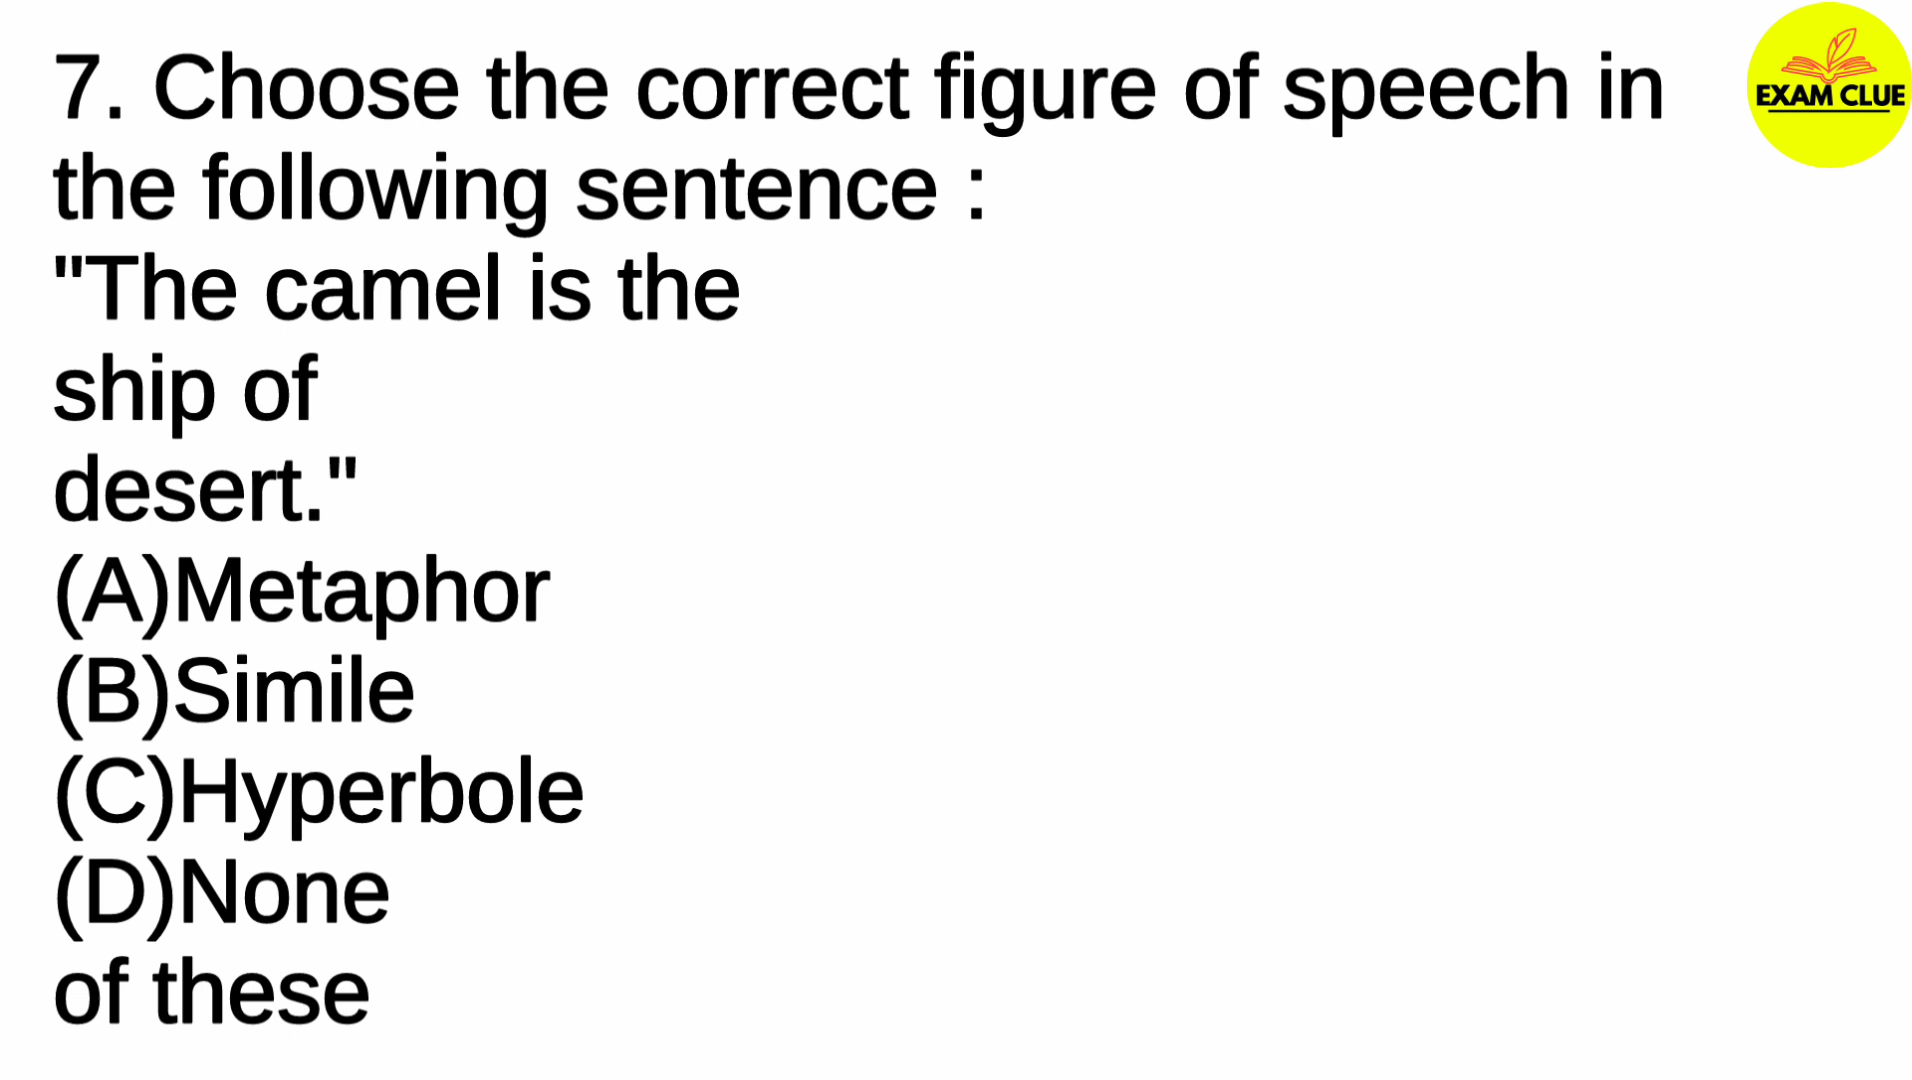 7. Choose the correct figure of speech in
the following sentence :
"The camel is the
ship of
desert."
(A)Metaphor
(B)Simile
(C)Hyperbole
(D)None
of these
EXAM CLUE